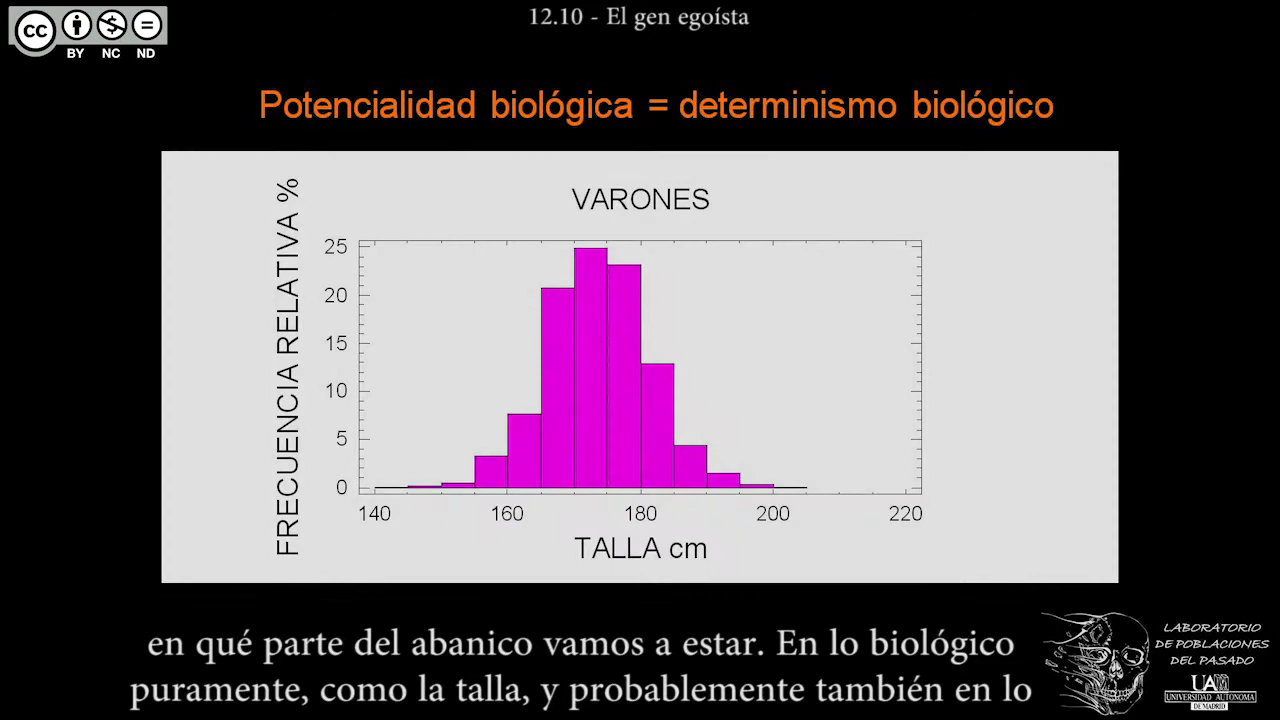 12.10 - El gen egoísta
cc
BY NC ND
Potencialidad biológica = determinismo biológico
VARONES
FRECUENCIA RELATIVA %
25
20
15
10
5
0
140 160 180 200 220
TALLA cm
en qué parte del abanico vamos a estar. En lo biológico
puramente, como la talla, y probablemente también en lo
LABORATORIO
DE POBLACIONES
DEL PASADO
UAM
UNIVERSIDAD AUTONOMA
DE MADRID